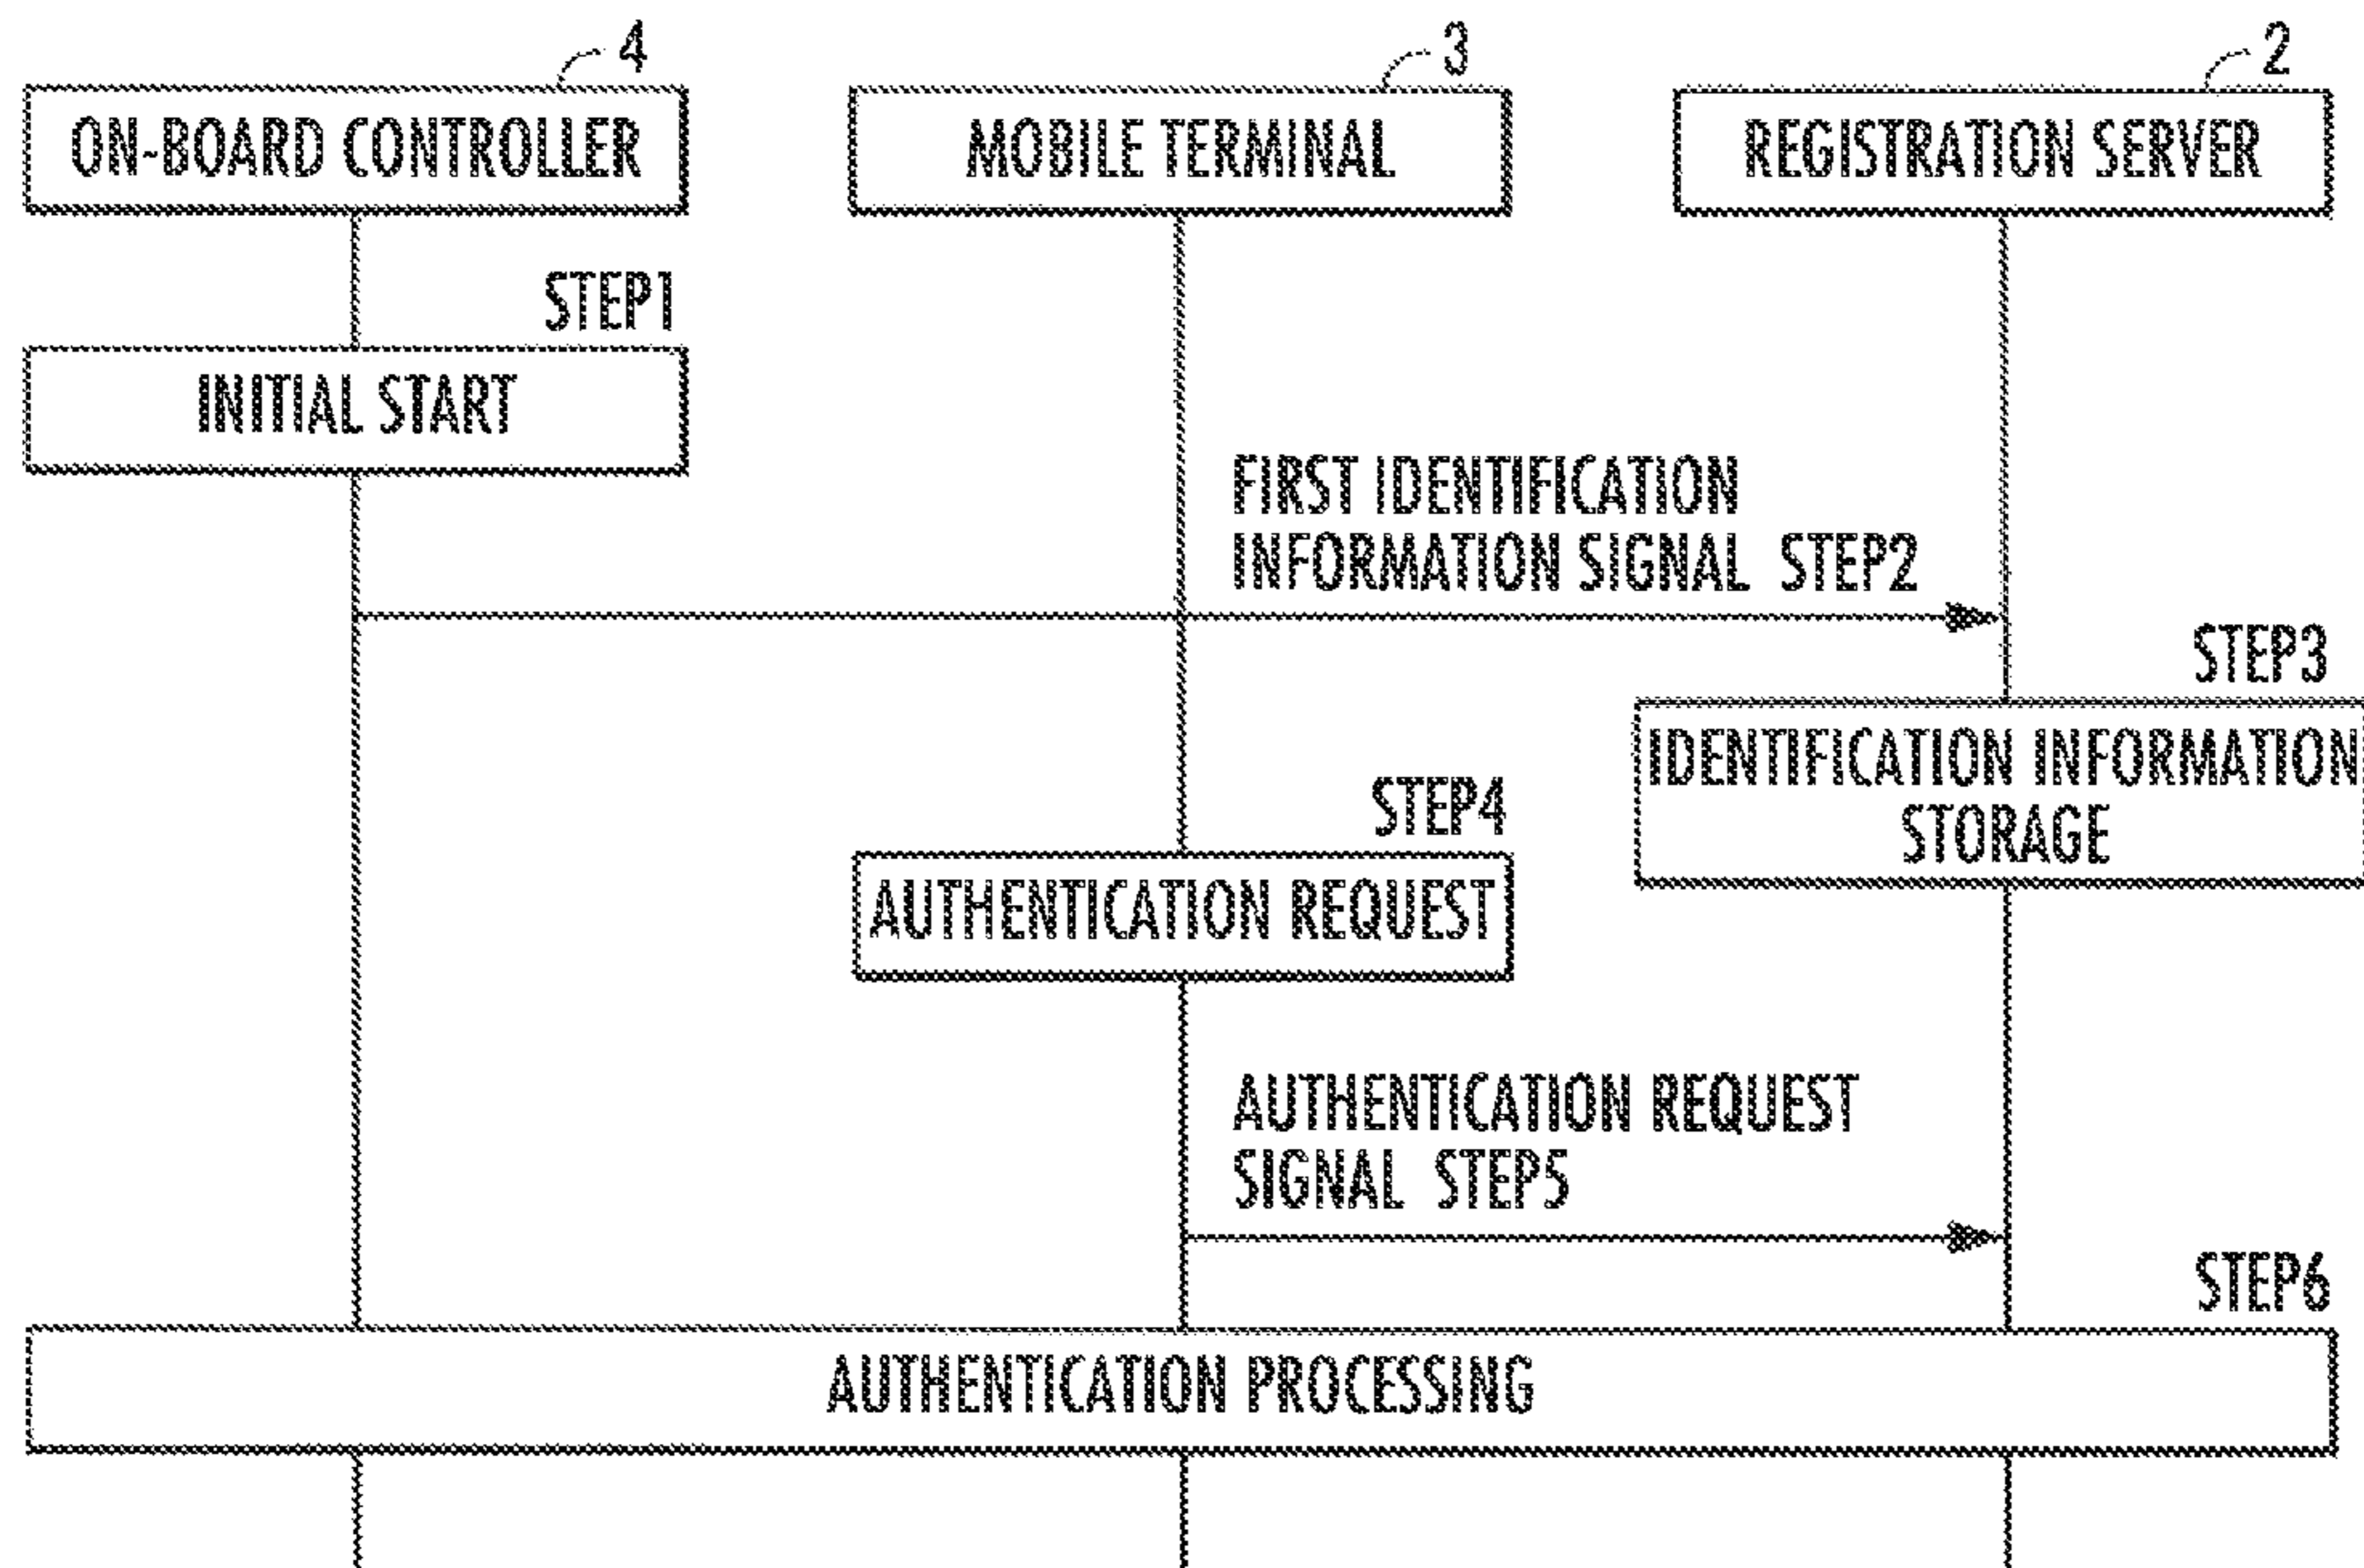 4
3
2
ON-BOARD CONTROLLER
MOBILE TERMINAL
REGISTRATION SERVER
STEP1
INITIAL START
FIRST IDENTIFICATION
INFORMATION SIGNAL STEP2
STEP3
IDENTIFICATION INFORMATION
STORAGE
STEP4
AUTHENTICATION REQUEST
AUTHENTICATION REQUEST
SIGNAL STEP5
STEP6
AUTHENTICATION PROCESSING